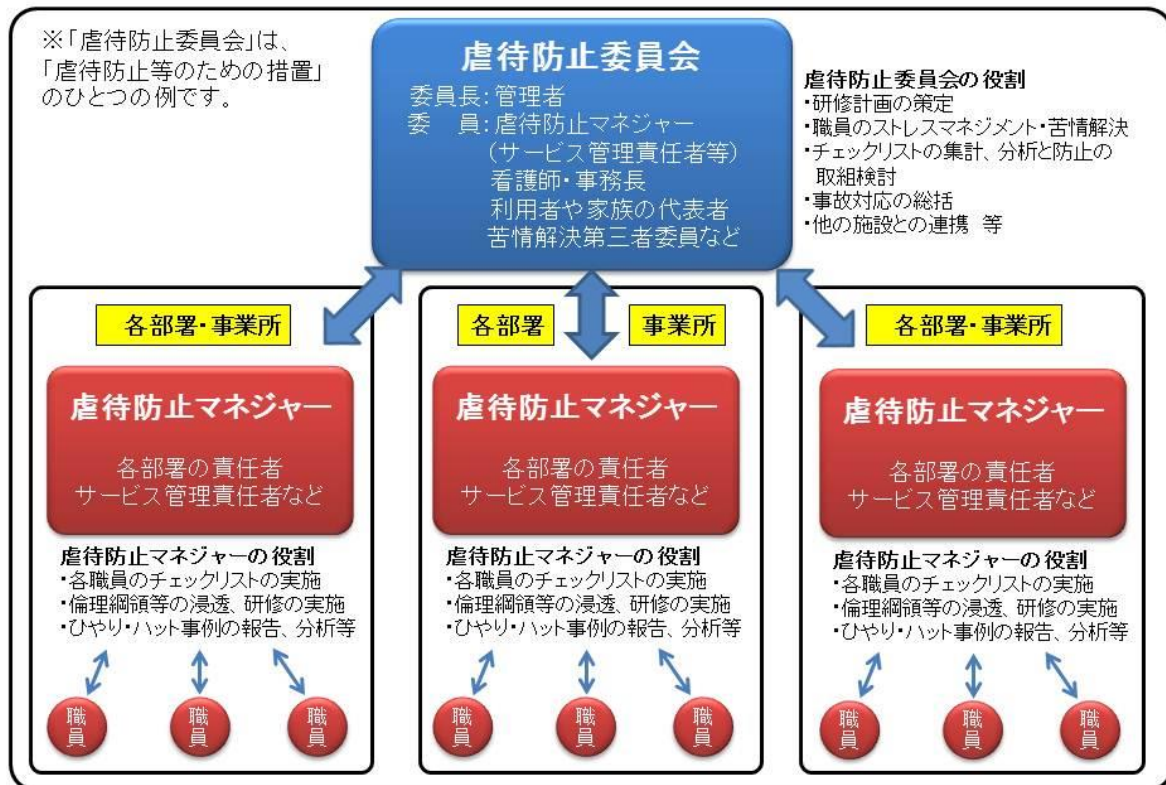 ※「虐待防止委員会」は、
「虐待防止等のための措置」
のひとつの例です。
虐待防止委員会
委員長：管理者
委　員：虐待防止マネジャー
（サービス管理責任者等）
看護師・事務長
利用者や家族の代表者
苦情解決第三者委員など
虐待防止委員会の役割
・研修計画の策定
・職員のストレスマネジメント・苦情解決
・チェックリストの集計、分析と防止の
取組検討
・事故対応の総括
・他の施設との連携 等
各部署・事業所
虐待防止マネジャー
各部署の責任者
サービス管理責任者など
虐待防止マネジャーの役割
・各職員のチェックリストの実施
・倫理綱領等の浸透、研修の実施
・ひやり・ハット事例の報告、分析等
職員
職員
職員
各部署
事業所
虐待防止マネジャー
各部署の責任者
サービス管理責任者など
虐待防止マネジャーの役割
・各職員のチェックリストの実施
・倫理綱領等の浸透、研修の実施
・ひやり・ハット事例の報告、分析等
職員
職員
職員
各部署・事業所
虐待防止マネジャー
各部署の責任者
サービス管理責任者など
虐待防止マネジャーの役割
・各職員のチェックリストの実施
・倫理綱領等の浸透、研修の実施
・ひやり・ハット事例の報告、分析等
職員
職員
職員